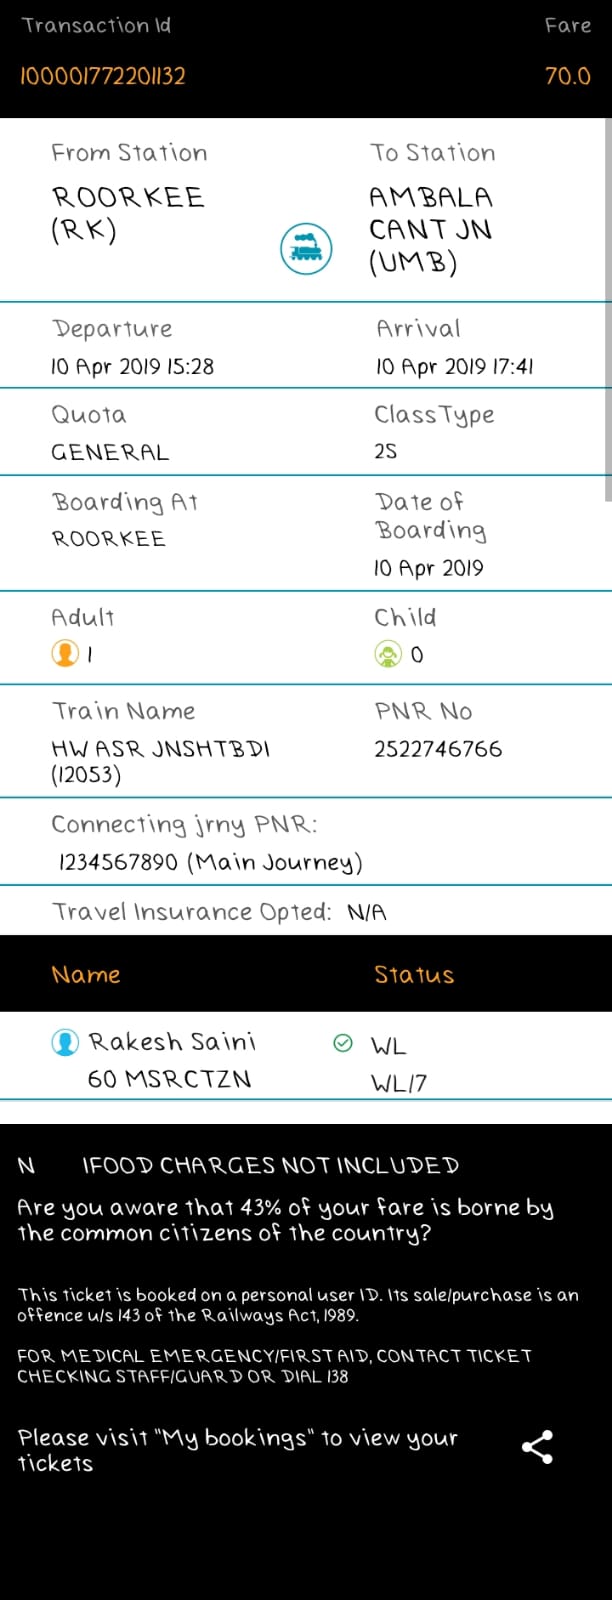 Transaction Id Fare
100001772201132 70.0
From Station To Station
ROORKEE AMBALA
(RK) CANT JN
(UMB)
Departure Arrival
10 Apr 2019 15:28 10 Apr 2019 17:41
Quota ClassType
GENERAL 2S
Boarding At Date of
Boarding
ROORKEE
10 Apr 2019
Adult Child
1 0
Train Name PNR No
HW ASR JNSHTBDI 2522746766
(12053)
Connecting jrny PNR:
1234567890 (Main Journey)
Travel Insurance Opted: N/A
Name Status
Rakesh Saini WL
60 MSRCTZN WL/7
N IFOOD CHARGES NOT INCLUDED
Are you aware that 43% of your fare is borne by
the common citizens of the country?
This ticket is booked on a personal user ID. Its sale/purchase is an
offence u/s 143 of the Railways Act, 1989.
FOR MEDICAL EMERGENCY/FIRST AID, CONTACT TICKET
CHECKING STAFF/GUARD OR DIAL 138
Please visit "My bookings" to view your
tickets